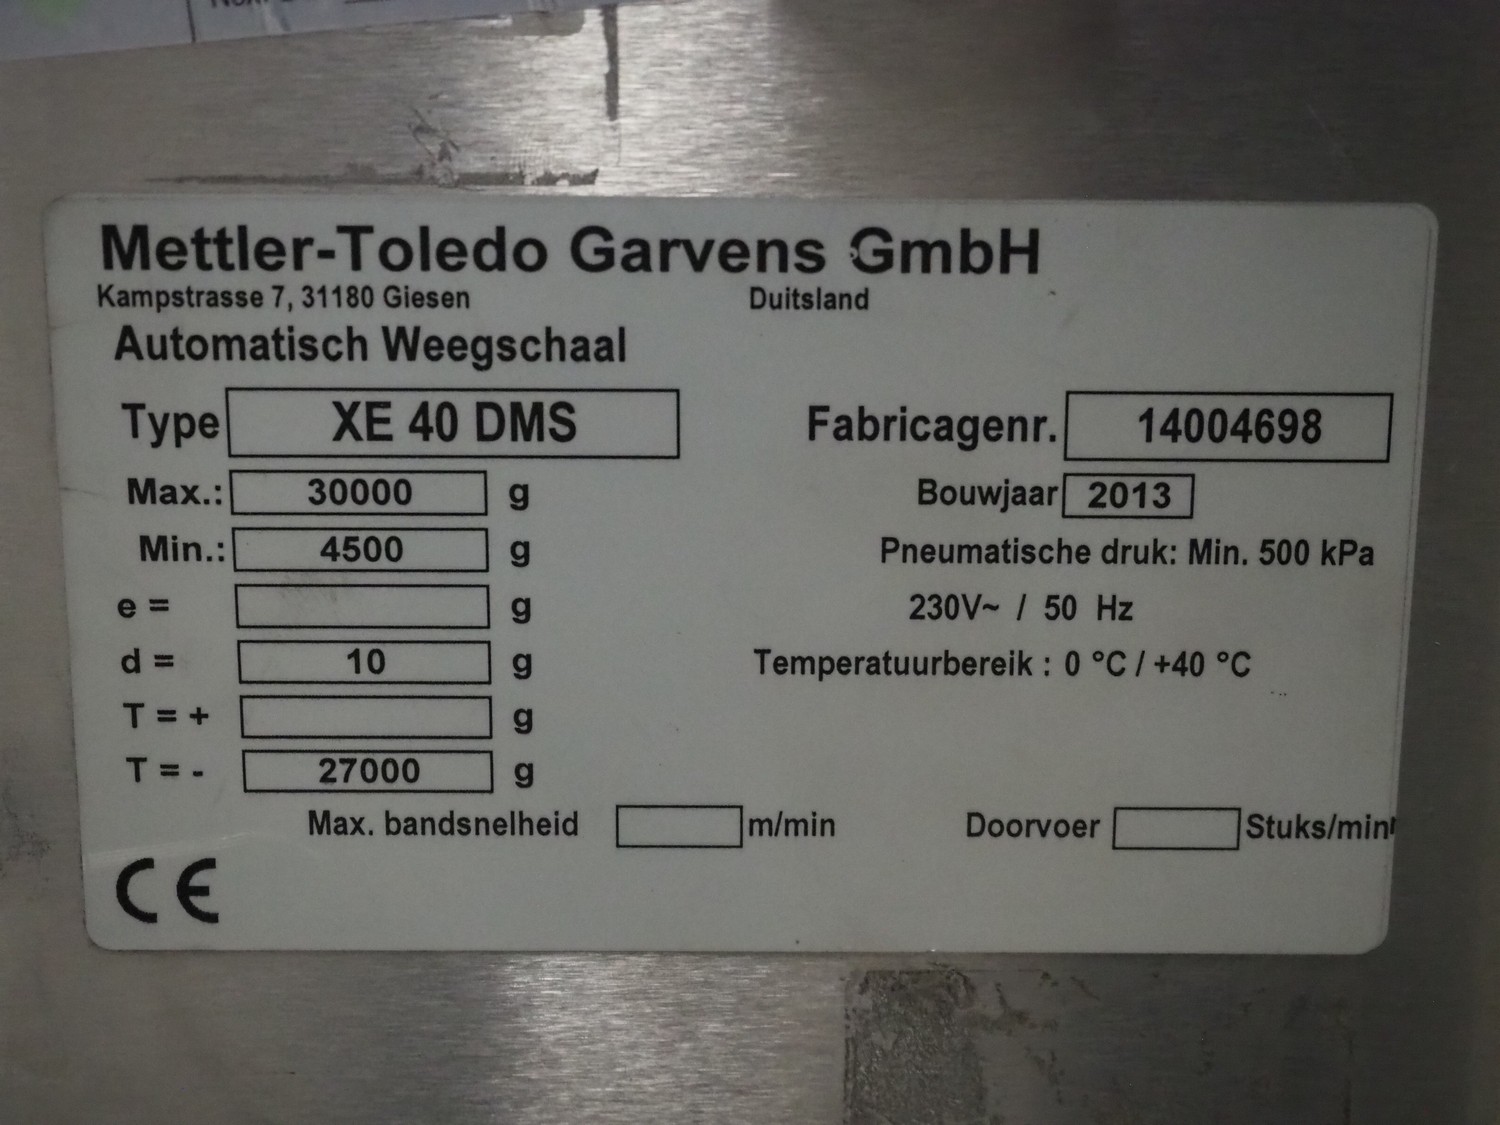 Mettler-Toledo Garvens GmbH
Kampstrasse 7, 31180 Giesen Duitsland
Automatisch Weegschaal
Type XE 40 DMS Fabricagenr. 14004698
Max.: 30000 g Bouwjaar 2013
Min.: 4500 g Pneumatische druk: Min. 500 kPa
e = g 230V~ / 50 Hz
d = 10 g Temperatuurbereik : 0 °C / +40 °C
T = + g
T = - 27000 g
Max. bandsnelheid m/min Doorvoer Stuks/min
CE